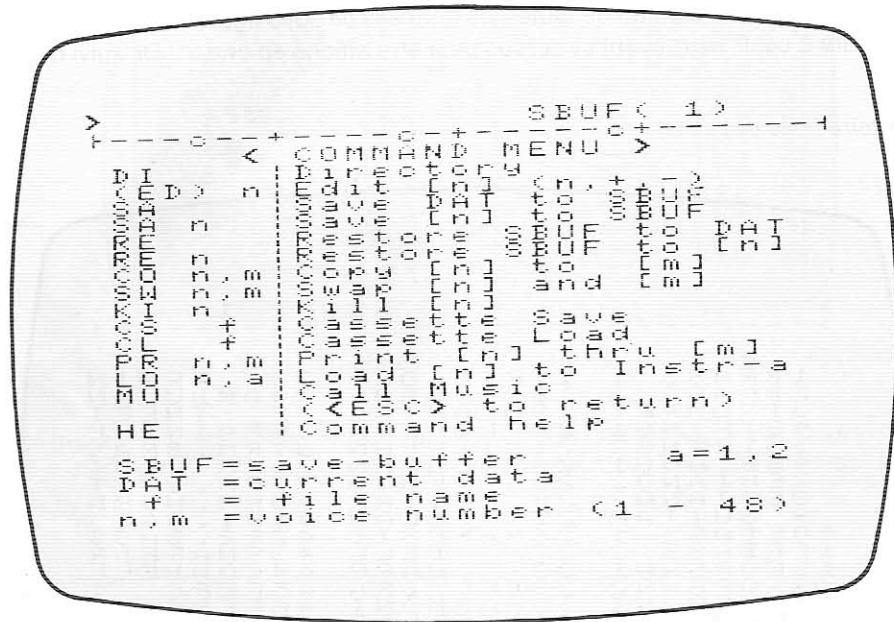 SBUF( 1)
>
< COMMAND MENU >
DI | Directory
(ED) n | Edit [n] (n,+,-)
SA | Save DAT to SBUF
SA n | Save [n] to SBUF
RE | Restore SBUF to DAT
RE n | Restore SBUF to [n]
CO n,m | Copy [n] to [m]
SW n,m | Swap [n] and [m]
KI n | Kill [n]
CS f | Cassette Save
CL f | Cassette Load
PR n,m | Print [n] thru [m]
LO n,a | Load [n] to Instr-a
MU | Call Music
| (<ESC> to return)
HE | Command help
SBUF=save-buffer a=1,2
DAT =current data
f = file name
n,m =voice number (1 - 48)